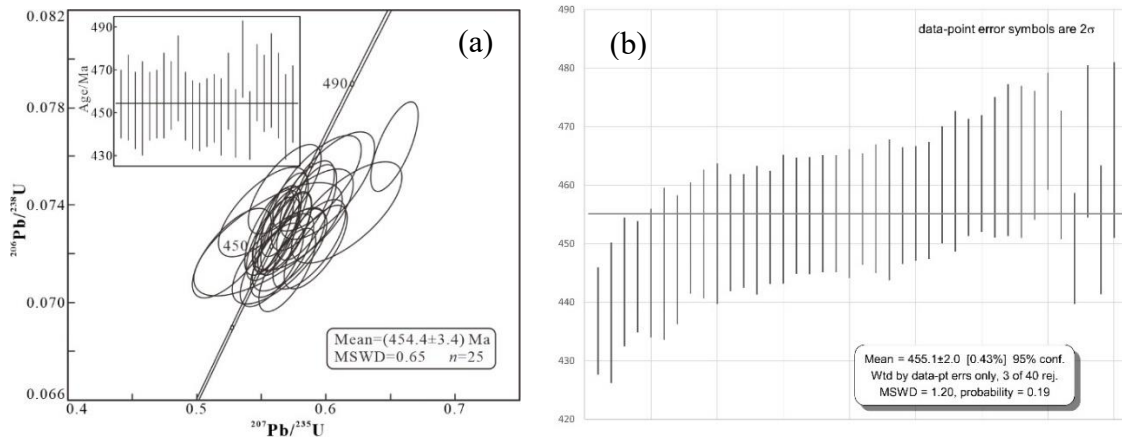 (a)
0.082
0.078
0.074
0.070
0.066
²⁰⁶Pb/²³⁸U
490
470
450
430
Age/Ma
490
450
Mean=(454.4±3.4) Ma
MSWD=0.65 n=25
0.4
0.5
0.6
0.7
²⁰⁷Pb/²³⁵U
(b)
data-point error symbols are 2σ
490
480
470
460
450
440
430
420
Mean = 455.1±2.0 [0.43%] 95% conf.
Wtd by data-pt errs only, 3 of 40 rej.
MSWD = 1.20, probability = 0.19